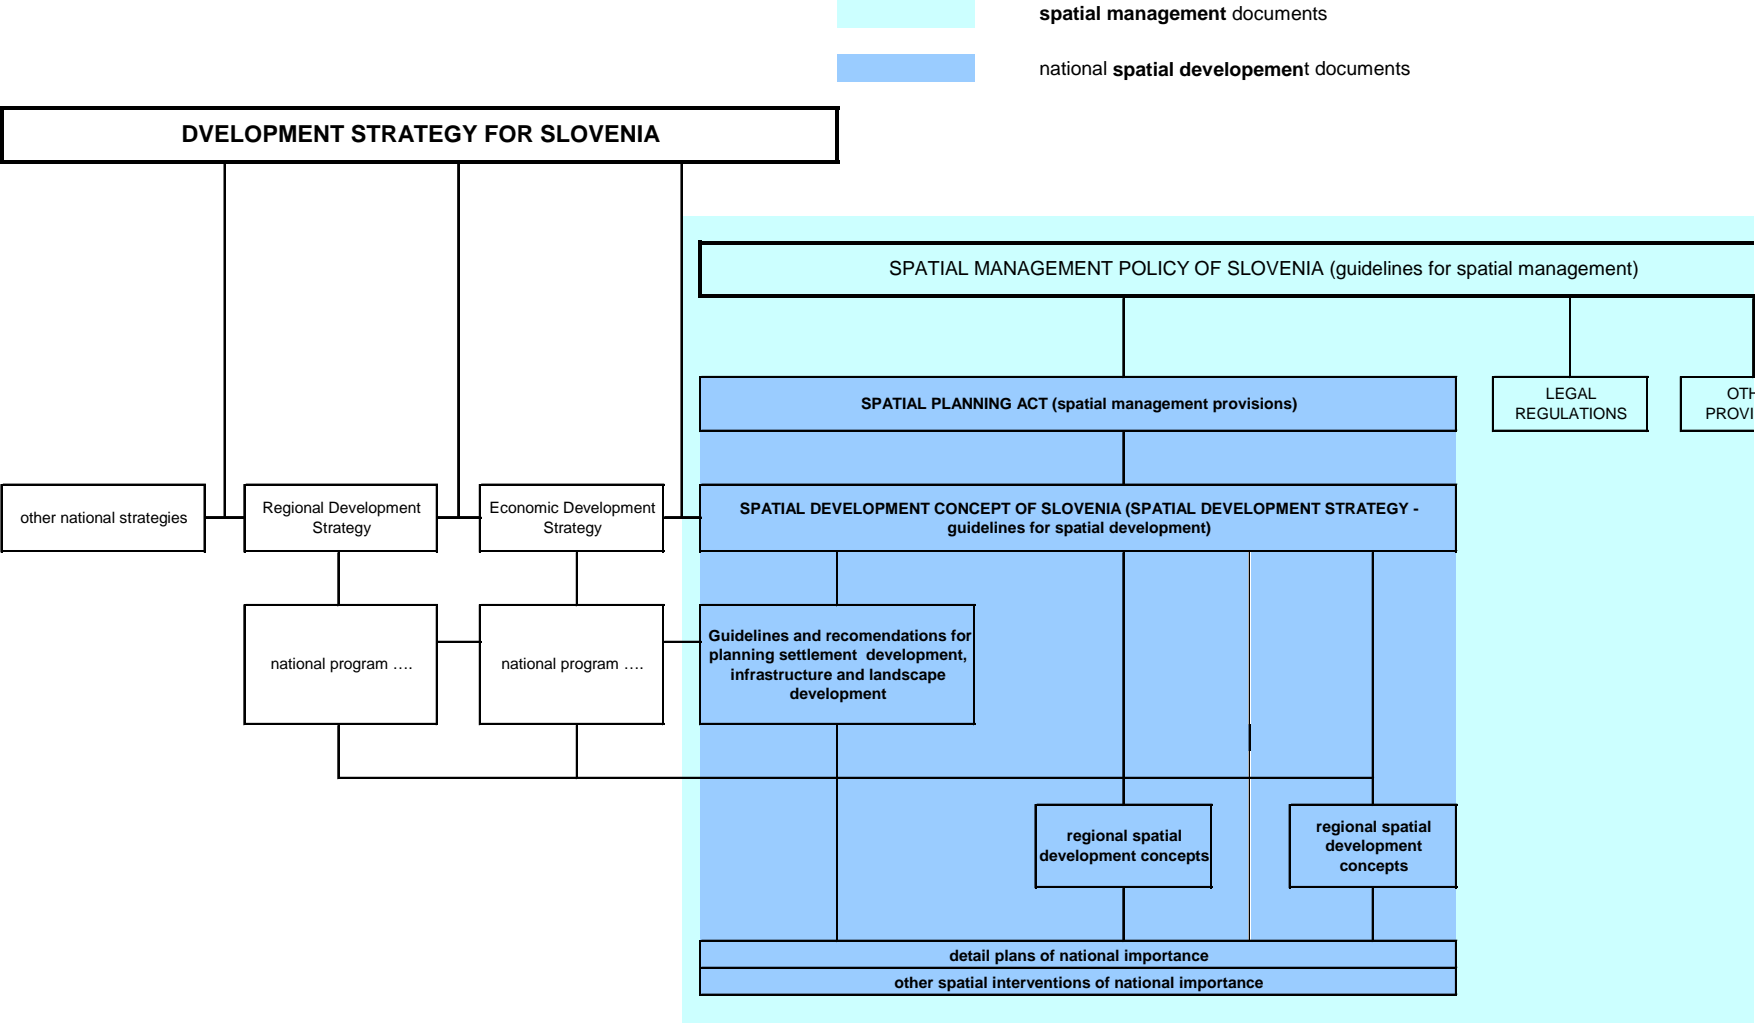 spatial management documents
national spatial developement documents
DVELOPMENT STRATEGY FOR SLOVENIA
SPATIAL MANAGEMENT POLICY OF SLOVENIA (guidelines for spatial management)
SPATIAL PLANNING ACT (spatial management provisions)
LEGAL
REGULATIONS
other national strategies
Regional Development
Strategy
Economic Development
Strategy
SPATIAL DEVELOPMENT CONCEPT OF SLOVENIA (SPATIAL DEVELOPMENT STRATEGY -
guidelines for spatial development)
national program ....
national program ....
Guidelines and recomendations for
planning settlement development,
infrastructure and landscape
development
regional spatial
development concepts
regional spatial
development
concepts
detail plans of national importance
other spatial interventions of national importance